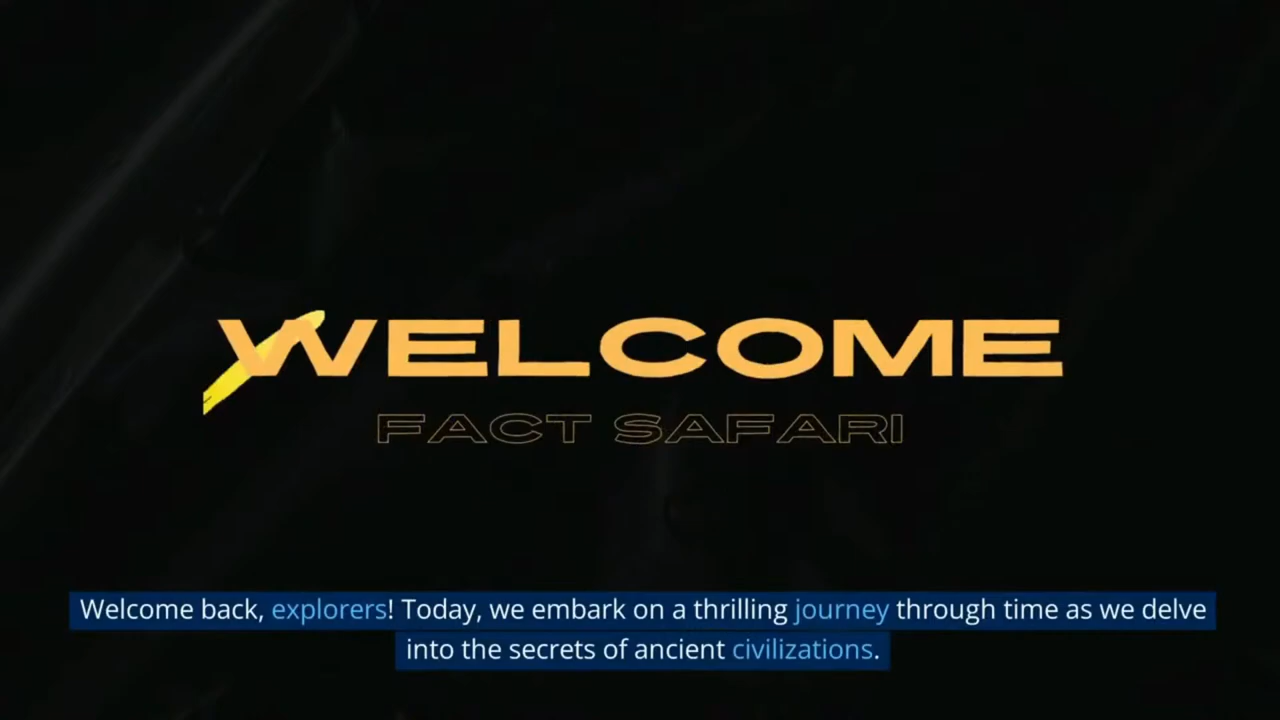 WELCOME
FACT SAFARI
Welcome back, explorers! Today, we embark on a thrilling journey through time as we delve
into the secrets of ancient civilizations.